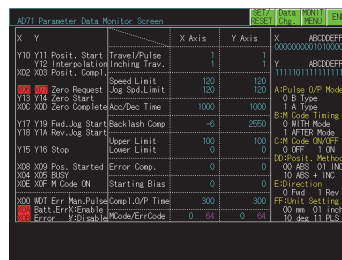 AD71 Parameter Data Monitor Screen
SET/ RESET
Data Chg.
MONIT MENU
X Y X Axis Y Axis X ABCDDEFF
0000000001010000
Y10 Y11 Posit. Start Travel/Pulse 1 1 Y ABCDDEFF
Y12 Interpolation Inching Trav. 1 1
X02 X03 Posit. Compl.
Speed Limit 120 120
Zero Request Jog Spd.Limit 120 120 A:Pulse O/P Mode
Y13 Y14 Zero Start 0 B Type
X0C X0D Zero Complete Acc/Dec Time 1000 1000 1 A Type
B:M Code Timing
Y17 Y19 Fwd.Jog Start Backlash Comp -6 2550 0 WITH Mode
Y18 Y1A Rev.Jog Start 1 AFTER Mode
Upper Limit 100 100 C:M Code ON/OFF
Y15 Y16 Stop Lower Limit 0 0 0 OFF 1 ON
DD:Posit. Method
X08 X09 Pos. Started Error Comp. 0 0 00 ABS 01 INC
X04 X05 BUSY 10 ABS + INC
X0E X0F M Code ON Starting Bias 0 0 E:Direction
0 Fwd 1 Rev
X00 WDT Err Man.Pulse Compl.O/P Time 300 300 FF:Unit Setting
Batt.Err X:Enable 00 mm 01 inch
Error Y:Disable MCode/ErrCode 0 64 0 64 10 deg 11 PLS